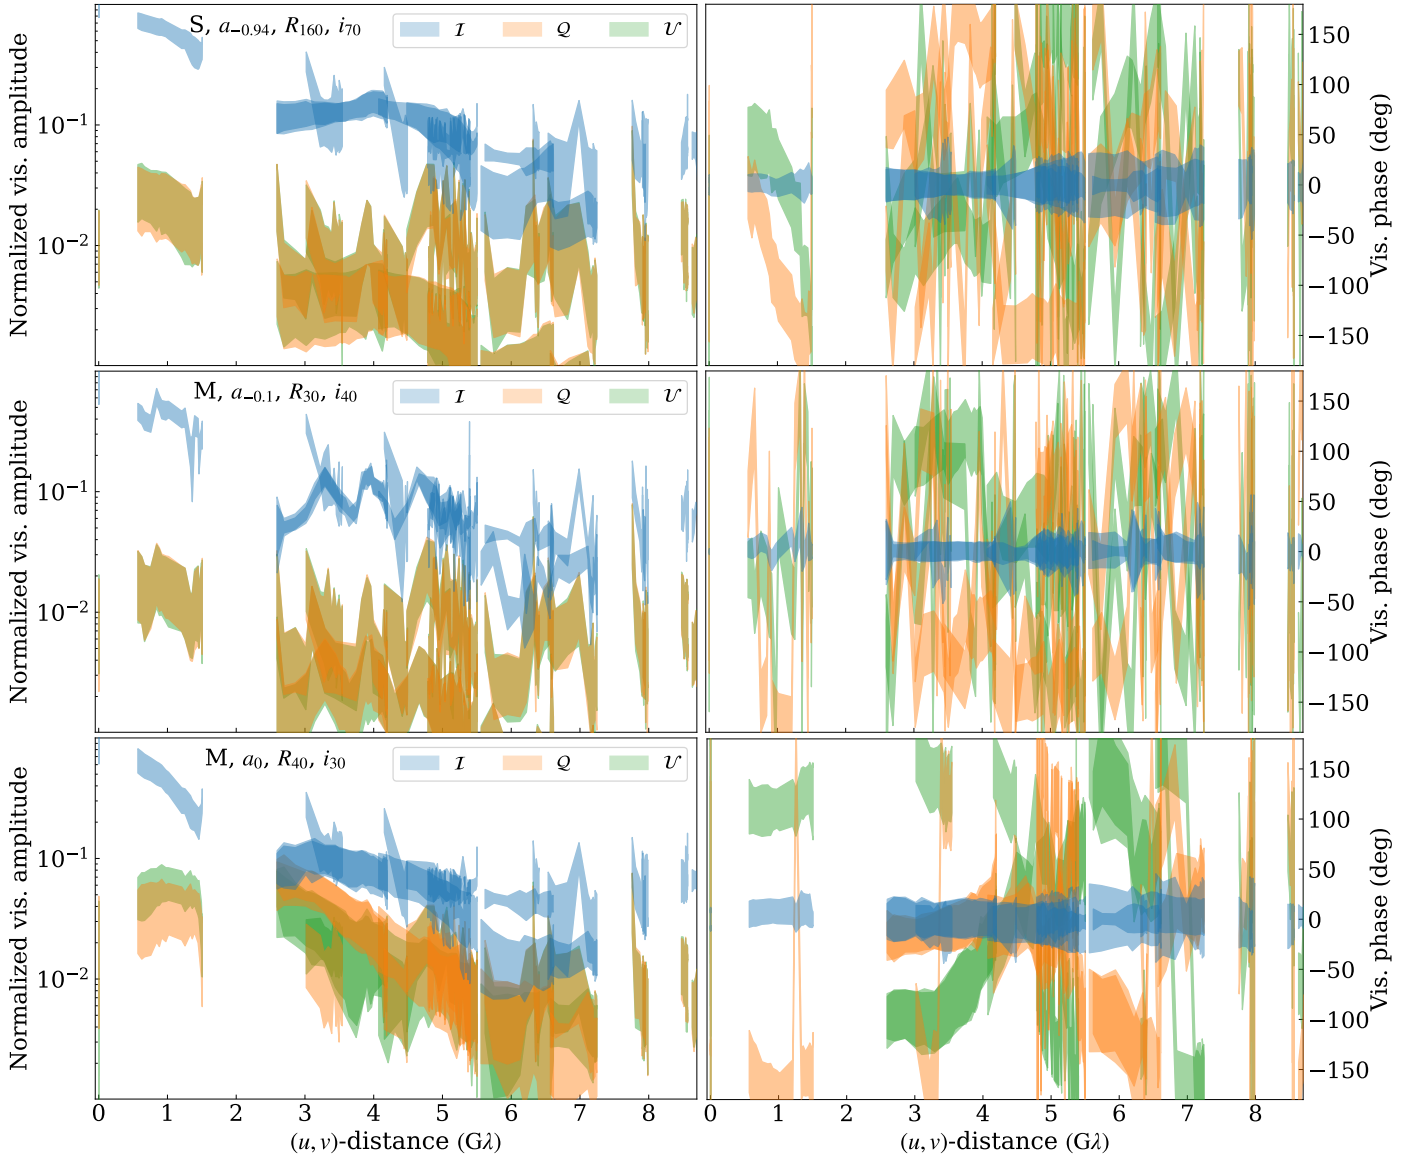 S, a₋₀.₉₄, R₁₆₀, i₇₀
ℐ 𝒬 𝒰
Normalized vis. amplitude
10⁻¹
10⁻²
150
100
50
0
−50
−100
−150
Vis. phase (deg)
M, a₋₀.₁, R₃₀, i₄₀
ℐ 𝒬 𝒰
Normalized vis. amplitude
10⁻¹
10⁻²
150
100
50
0
−50
−100
−150
Vis. phase (deg)
M, a₀, R₄₀, i₃₀
ℐ 𝒬 𝒰
Normalized vis. amplitude
10⁻¹
10⁻²
150
100
50
0
−50
−100
−150
Vis. phase (deg)
0 1 2 3 4 5 6 7 8
(u, v)-distance (Gλ)
0 1 2 3 4 5 6 7 8
(u, v)-distance (Gλ)